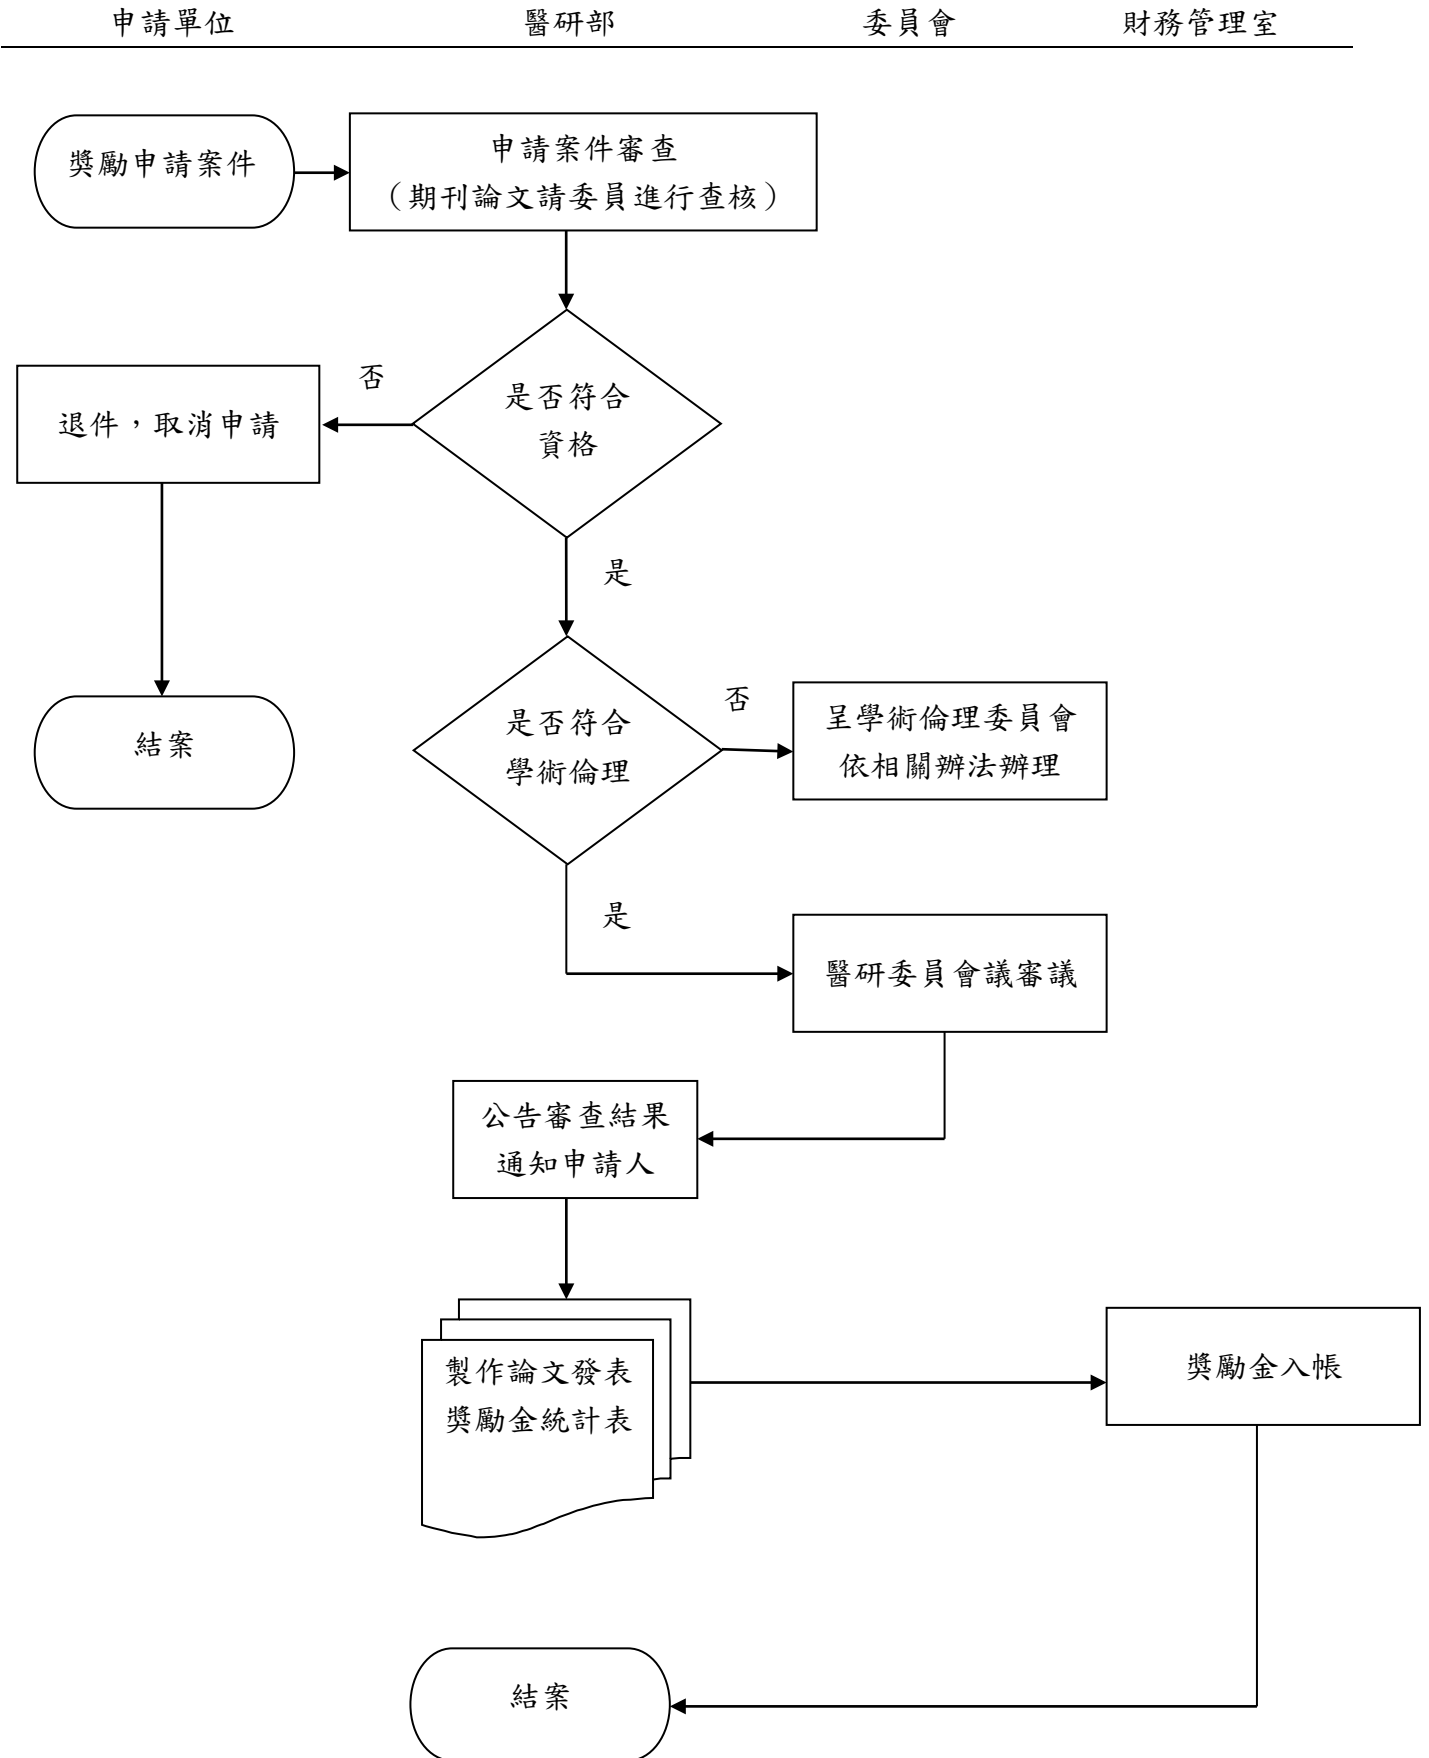 申請單位
醫研部
委員會
財務管理室
獎勵申請案件
申請案件審查
（期刊論文請委員進行查核）
否
是否符合
資格
退件，取消申請
是
結案
是否符合
學術倫理
否
呈學術倫理委員會
依相關辦法辦理
是
醫研委員會議審議
公告審查結果
通知申請人
製作論文發表
獎勵金統計表
獎勵金入帳
結案